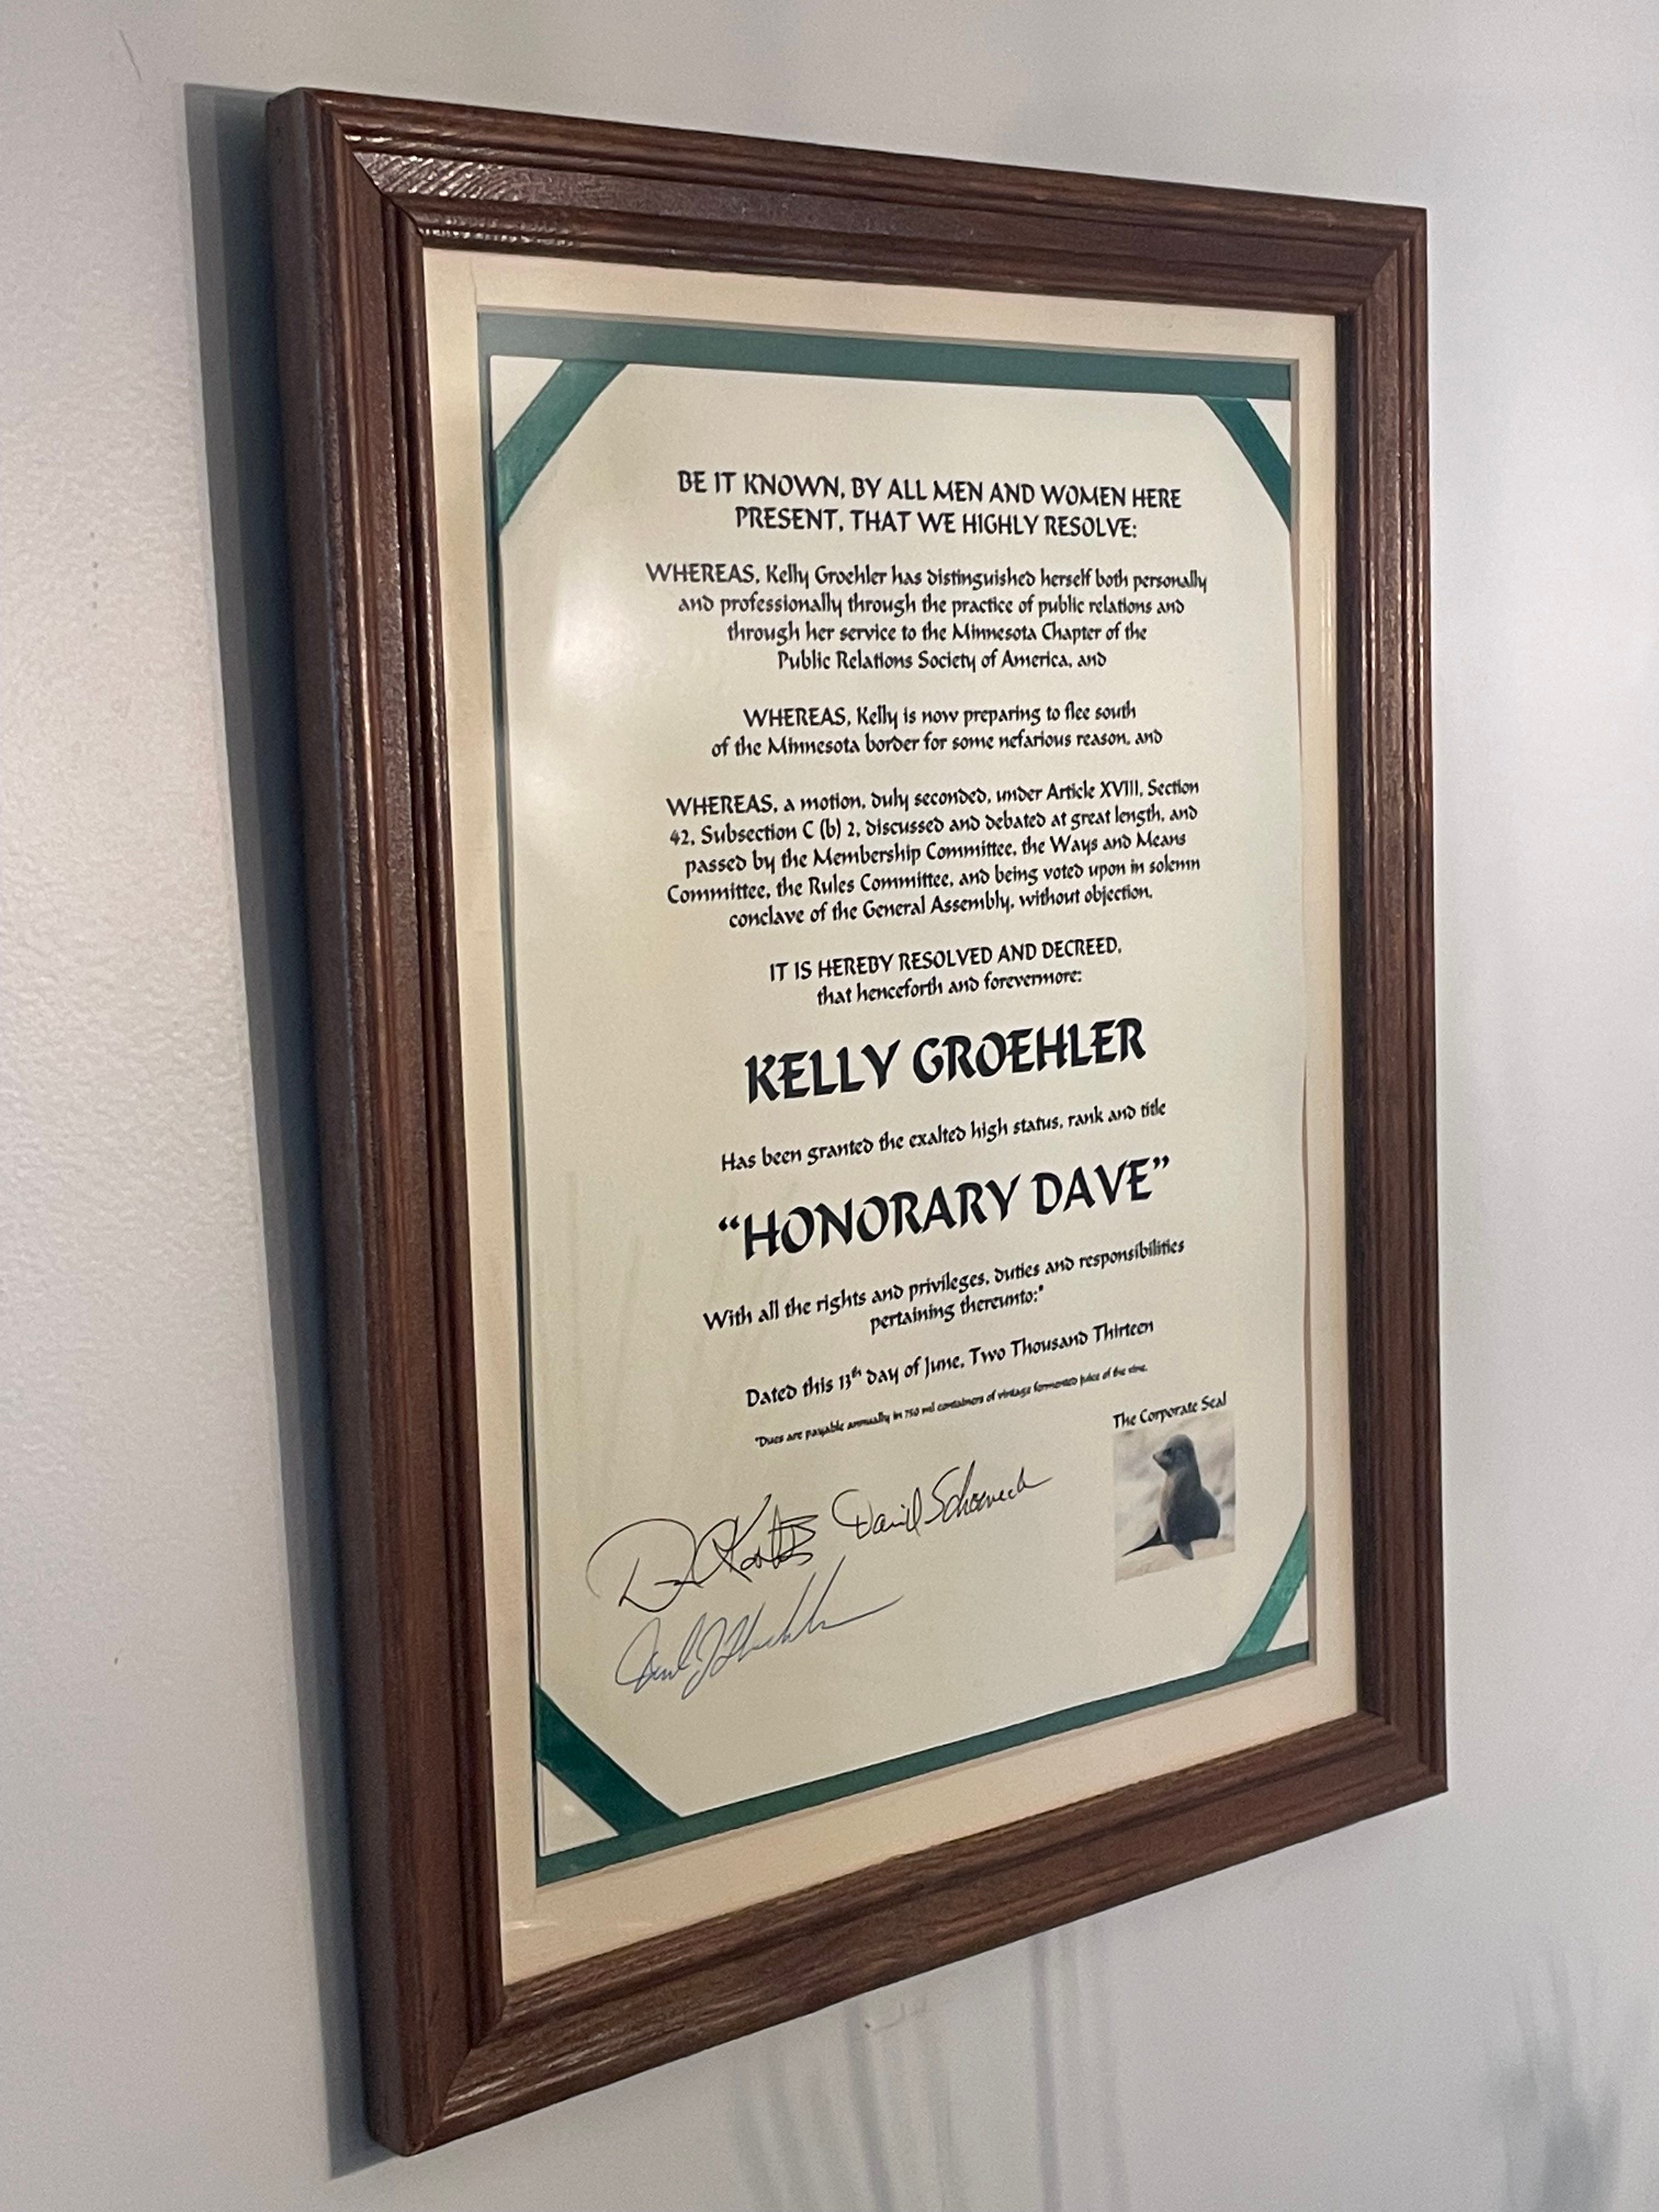 BE IT KNOWN, BY ALL MEN AND WOMEN HERE
PRESENT, THAT WE HIGHLY RESOLVE:
WHEREAS, Kelly Groehler has distinguished herself both personally
and professionally through the practice of public relations and
through her service to the Minnesota Chapter of the
Public Relations Society of America, and
WHEREAS, Kelly is now preparing to flee south
of the Minnesota border for some nefarious reason, and
WHEREAS, a motion, duly seconded, under Article XVIII, Section
42, Subsection C (b) 2, discussed and debated at great length, and
passed by the Membership Committee, the Ways and Means
Committee, the Rules Committee, and being voted upon in solemn
conclave of the General Assembly, without objection,
IT IS HEREBY RESOLVED AND DECREED,
that henceforth and forevermore:
KELLY GROEHLER
Has been granted the exalted high status, rank and title
“HONORARY DAVE”
With all the rights and privileges, duties and responsibilities
pertaining thereunto:*
Dated this 13th day of June, Two Thousand Thirteen
*Dues are payable annually in 750 ml containers of vintage fermented juice of the vine.
The Corporate Seal
David